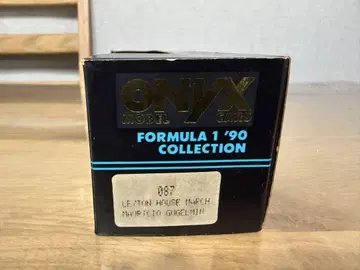 ONYX
MODEL CARS
FORMULA 1 '90
COLLECTION
087
LEYTON HOUSE MARCH
MAURICIO GUGELMIN